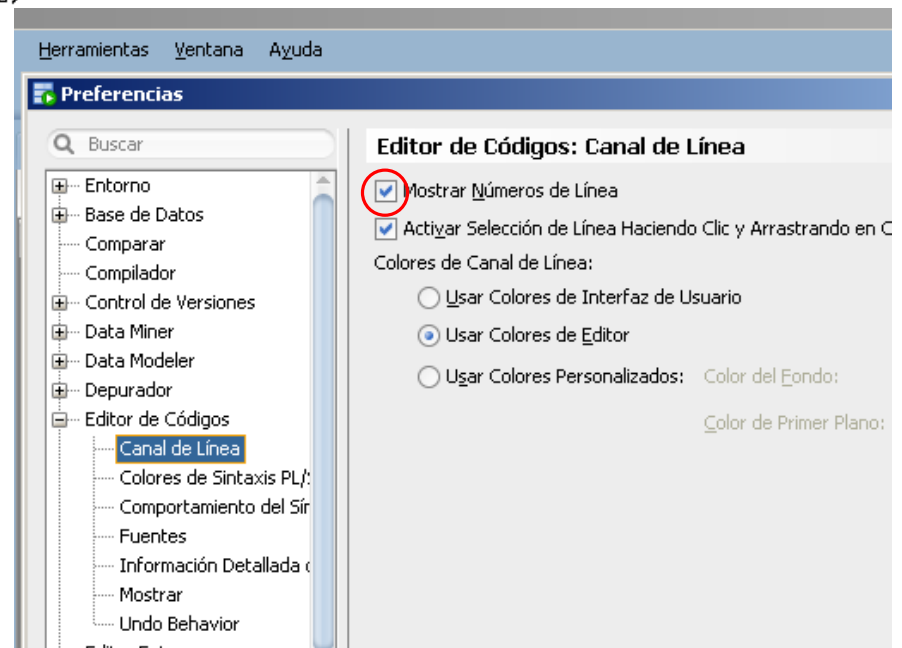 Herramientas Ventana Ayuda
Preferencias
Buscar
Entorno
Base de Datos
Comparar
Compilador
Control de Versiones
Data Miner
Data Modeler
Depurador
Editor de Códigos
Canal de Línea
Colores de Sintaxis PL/
Comportamiento del
Fuentes
Información Detallada
Mostrar
Undo Behavior
Editor de Códigos: Canal de Línea
Mostrar Números de Línea
Activar Selección de Línea Haciendo Clic y Arrastrando en
Colores de Canal de Línea:
Usar Colores de Interfaz de Usuario
Usar Colores de Editor
Usar Colores Personalizados: Color del Fondo:
Color de Primer Plano: